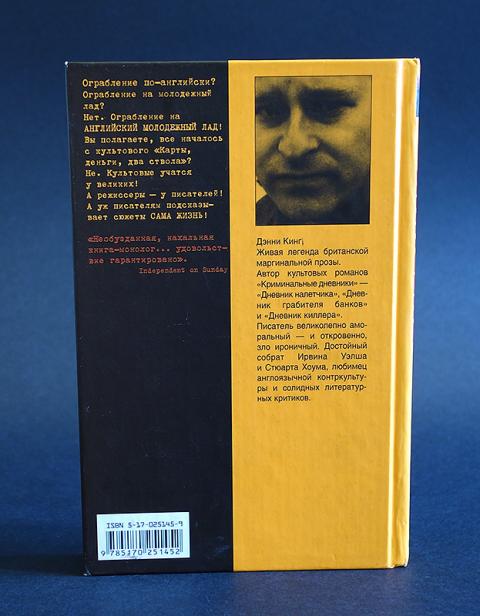 Ограбление по-английски?
Ограбление на молодежный
лад?
Нет. Ограбление на
АНГЛИЙСКИЙ МОЛОДЕЖНЫЙ ЛАД!
Вы полагаете, все началось
с культового «Карты,
деньги, два ствола»?
Не. Культовые учатся
у великих!
А режиссеры — у писателей!
А уж писателям подсказы-
вает сюжеты САМА ЖИЗНЬ!
«Необузданная, нахальная
книга-монолог... удовольст-
вие гарантировано».
Independent on Sunday
ISBN 5-17-025145-9
9 785170 251452
Дэнни Кинг
Живая легенда британской
маргинальной прозы.
Автор культовых романов
«Криминальные дневники» —
«Дневник налетчика», «Днев-
ник грабителя банков»
и «Дневник киллера».
Писатель великолепно амо-
ральный — и откровенно,
зло ироничный. Достойный
собрат Ирвина Уэлша
и Стюарта Хоума, любимец
англоязычной контркульту-
ры и солидных литератур-
ных критиков.